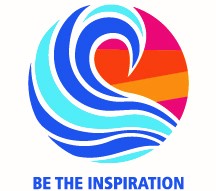 BE THE INSPIRATION